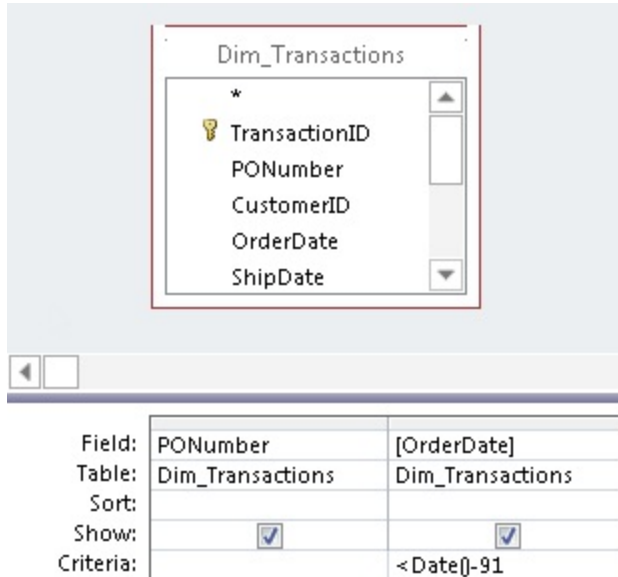 Dim_Transactions
*
TransactionID
PONumber
CustomerID
OrderDate
ShipDate
Field: PONumber [OrderDate]
Table: Dim_Transactions Dim_Transactions
Sort:
Show:
Criteria: <Date()-91